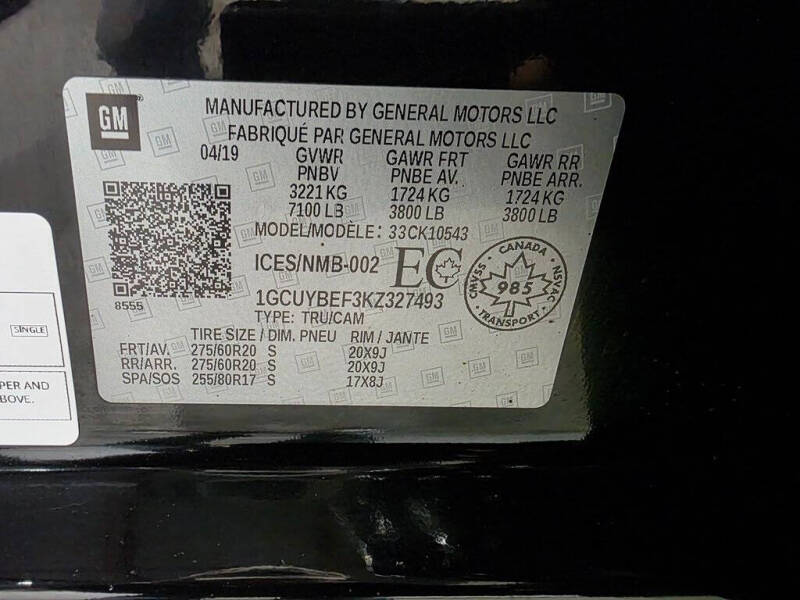 GM
MANUFACTURED BY GENERAL MOTORS LLC
FABRIQUÉ PAR GENERAL MOTORS LLC
04/19 GVWR GAWR FRT GAWR RR
PNBV PNBE AV. PNBE ARR.
3221 KG 1724 KG 1724 KG
7100 LB 3800 LB 3800 LB
MODEL/MODÈLE: 33CK10543
8555
ICES/NMB-002 EC
CANADA
CMVSS 985 NSVAC
TRANSPORT
1GCUYBEF3KZ327493
TYPE: TRU/CAM
TIRE SIZE / DIM. PNEU RIM / JANTE
FRT/AV. 275/60R20 S 20X9J
RR/ARR. 275/60R20 S 20X9J
SPA/SOS 255/80R17 S 17X8J
SINGLE
PER AND
BOVE.